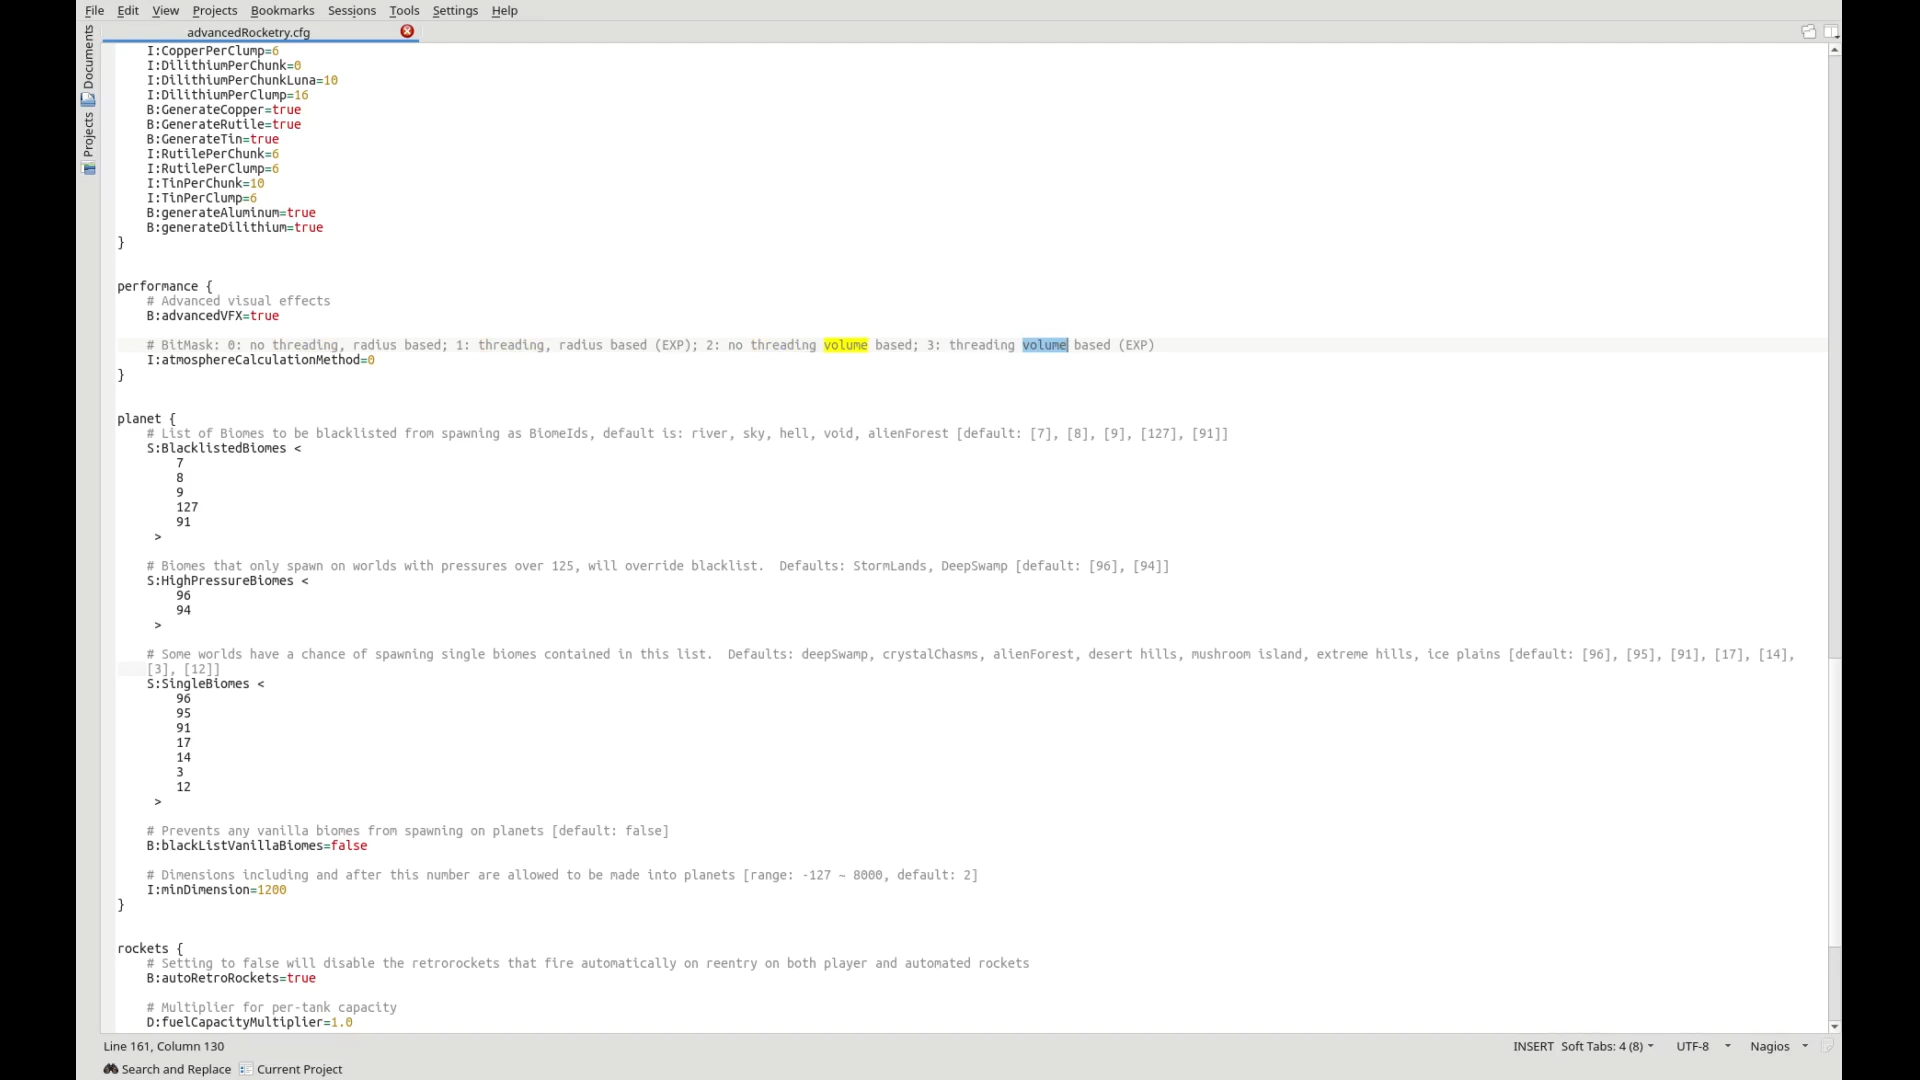 File Edit View Projects Bookmarks Sessions Tools Settings Help
Documents
Projects
advancedRocketry.cfg
I:CopperPerClump=6
I:DilithiumPerChunk=0
I:DilithiumPerChunkLuna=10
I:DilithiumPerClump=16
B:GenerateCopper=true
B:GenerateRutile=true
B:GenerateTin=true
I:RutilePerChunk=6
I:RutilePerClump=6
I:TinPerChunk=10
I:TinPerClump=6
B:generateAluminum=true
B:generateDilithium=true
}
performance {
# Advanced visual effects
B:advancedVFX=true
# BitMask: 0: no threading, radius based; 1: threading, radius based (EXP); 2: no threading volume based; 3: threading volume based (EXP)
I:atmosphereCalculationMethod=0
}
planet {
# List of Biomes to be blacklisted from spawning as BiomeIds, default is: river, sky, hell, void, alienForest [default: [7], [8], [9], [127], [91]]
S:BlacklistedBiomes <
7
8
9
127
91
>
# Biomes that only spawn on worlds with pressures over 125, will override blacklist.  Defaults: StormLands, DeepSwamp [default: [96], [94]]
S:HighPressureBiomes <
96
94
>
# Some worlds have a chance of spawning single biomes contained in this list.  Defaults: deepSwamp, crystalChasms, alienForest, desert hills, mushroom island, extreme hills, ice plains [default: [96], [95], [91], [17], [14],
[3], [12]]
S:SingleBiomes <
96
95
91
17
14
3
12
>
# Prevents any vanilla biomes from spawning on planets [default: false]
B:blackListVanillaBiomes=false
# Dimensions including and after this number are allowed to be made into planets [range: -127 ~ 8000, default: 2]
I:minDimension=1200
}
rockets {
# Setting to false will disable the retrorockets that fire automatically on reentry on both player and automated rockets
B:autoRetroRockets=true
# Multiplier for per-tank capacity
D:fuelCapacityMultiplier=1.0
Line 161, Column 130 INSERT Soft Tabs: 4 (8) UTF-8 Nagios
Search and Replace Current Project